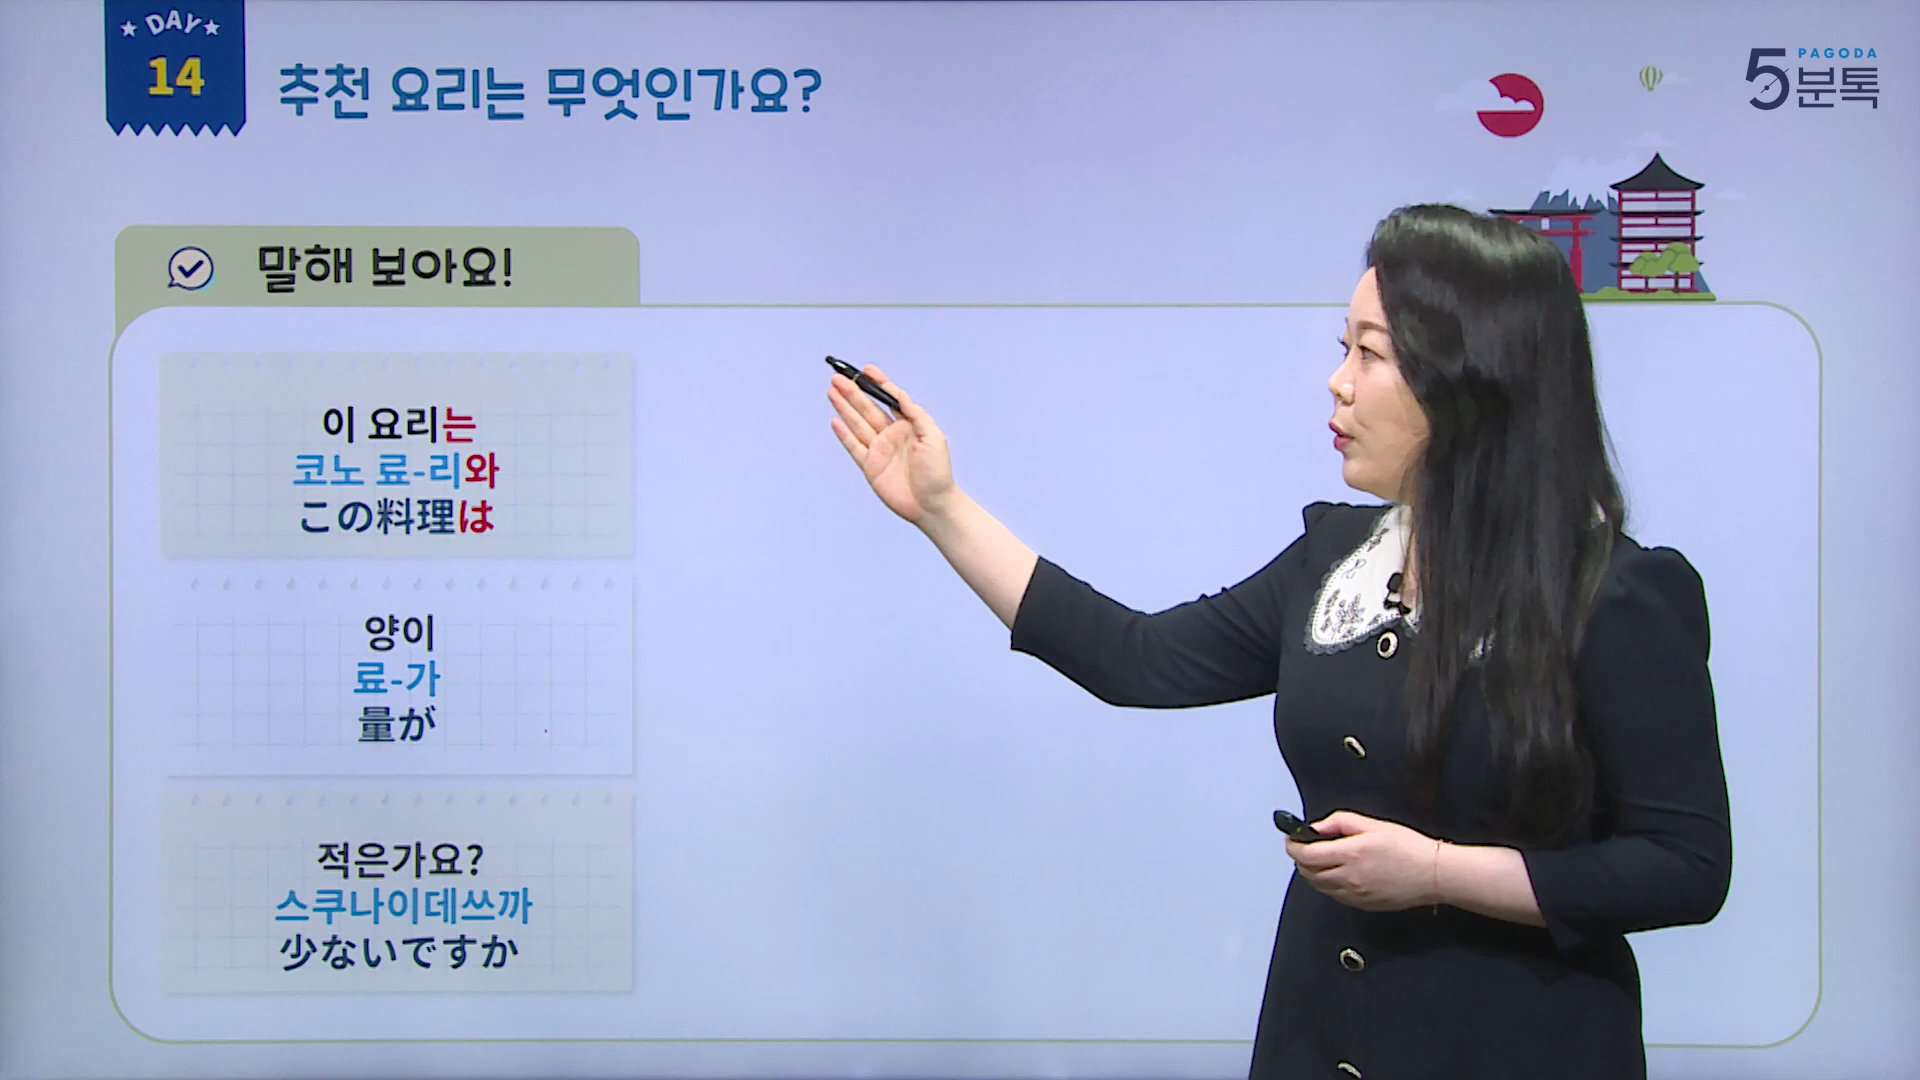 DAY
14
추천 요리는 무엇인가요?
PAGODA
5분톡
말해 보아요!
이 요리는
코노 료-리와
この料理は
양이
료-가
量が
적은가요?
스쿠나이데쓰까
少ないですか